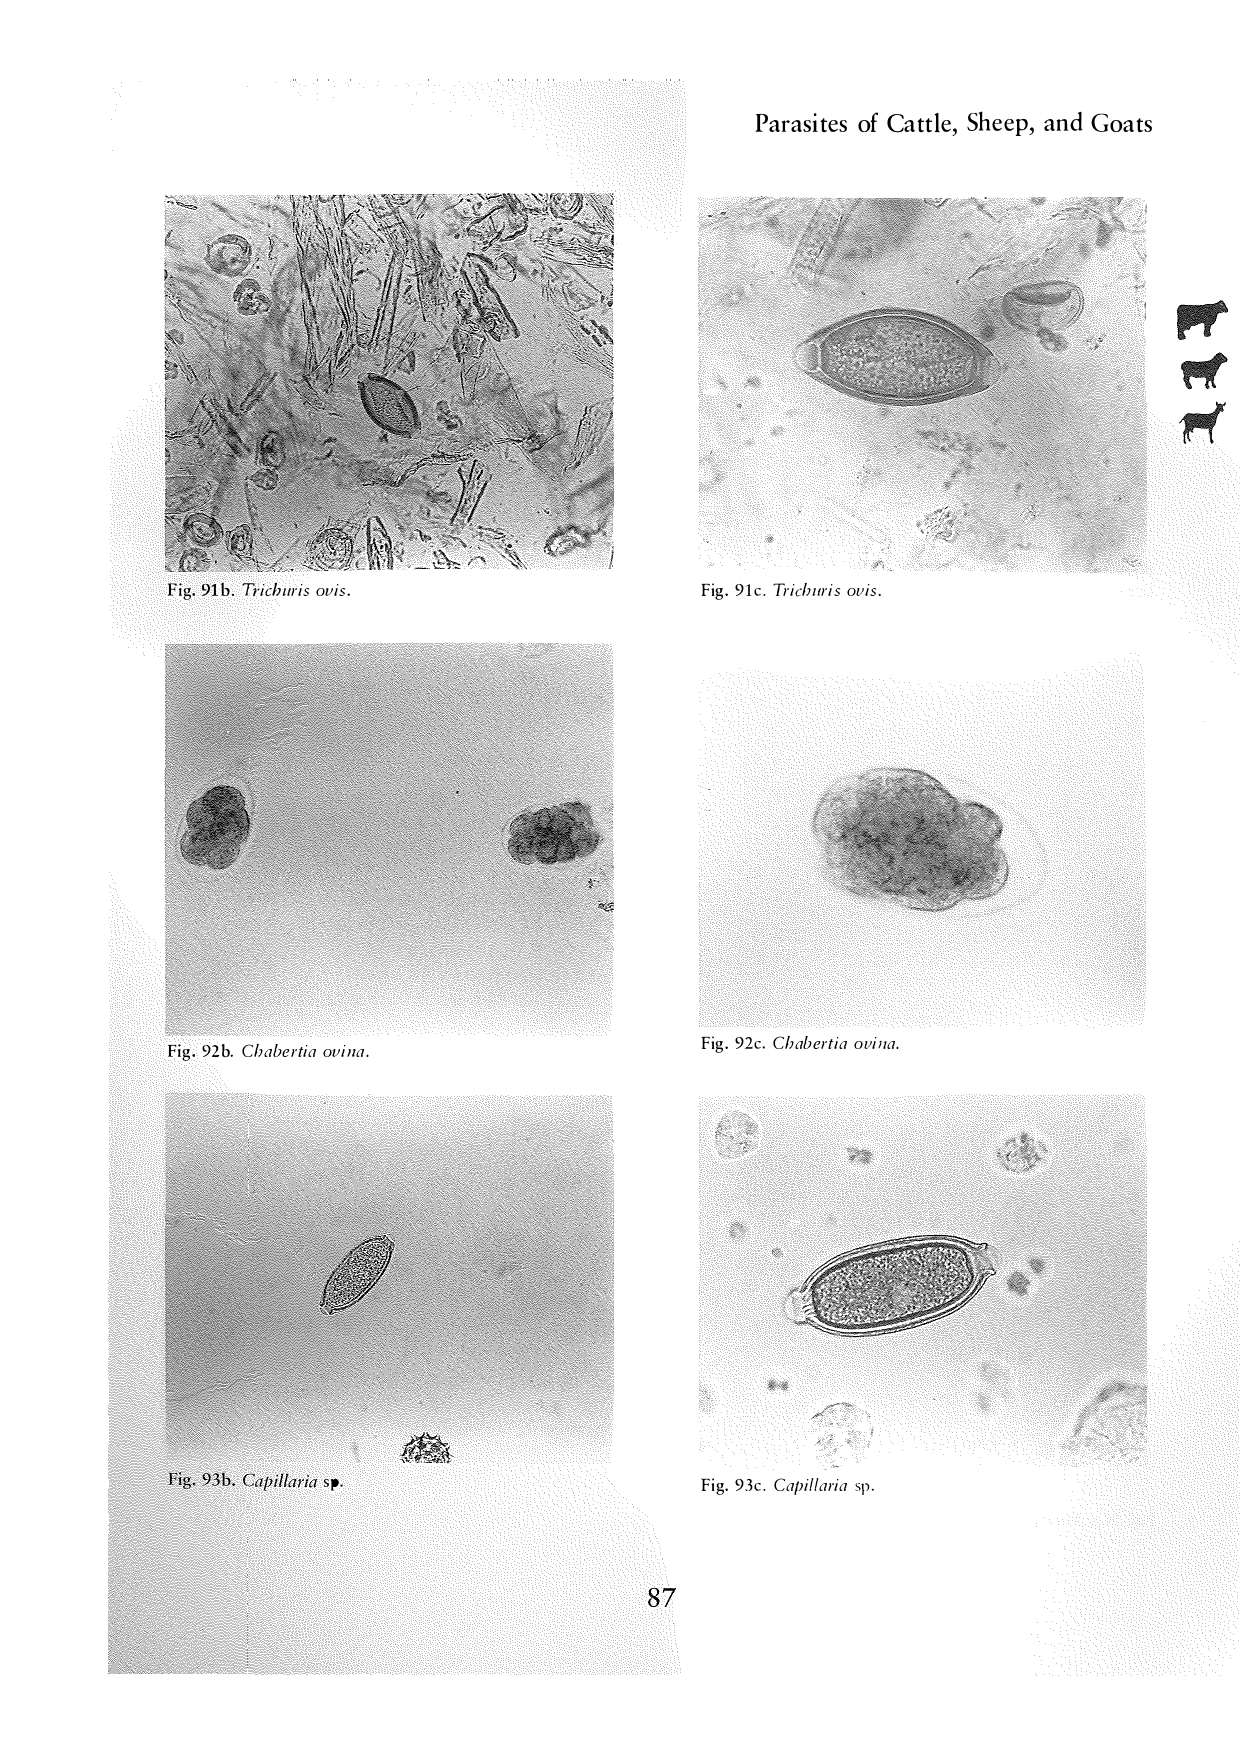 Parasites of Cattle, Sheep, and Goats
Fig. 91b. Trichuris ovis.
Fig. 91c. Trichuris ovis.
Fig. 92b. Chabertia ovina.
Fig. 92c. Chabertia ovina.
Fig. 93b. Capillaria sp.
Fig. 93c. Capillaria sp.
87